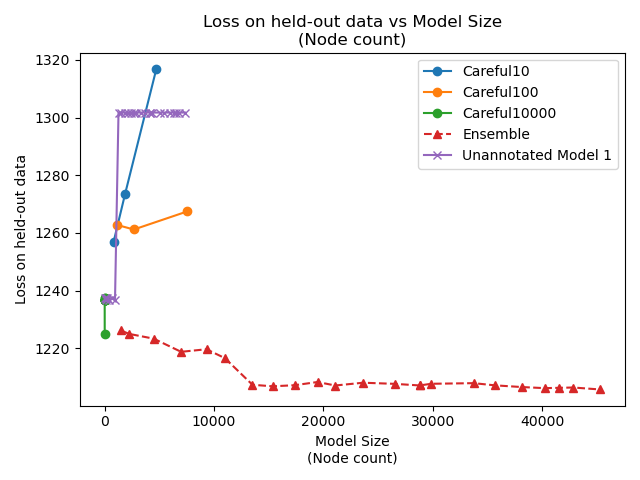 Loss on held-out data vs Model Size
(Node count)
Loss on held-out data
1320
1300
1280
1260
1240
1220
Careful10
Careful100
Careful10000
Ensemble
Unannotated Model 1
0
10000
20000
30000
40000
Model Size
(Node count)